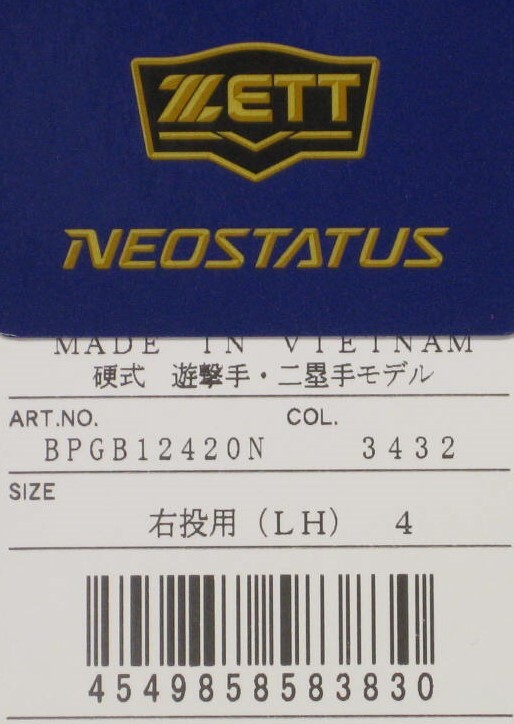 ZETT
NEOSTATUS
MADE IN VIETNAM
硬式 遊撃手・二塁手モデル
ART.NO. COL.
BPGB12420N 3432
SIZE
右投用(LH) 4
4549858583830